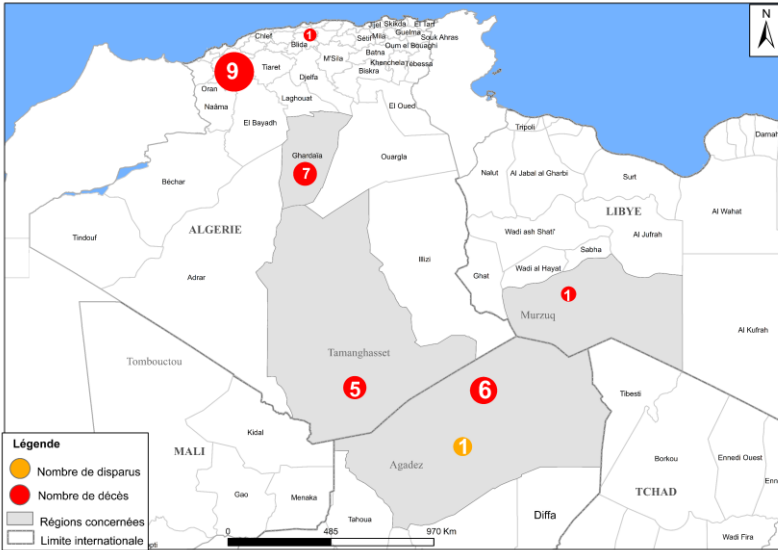 N
Jijel
Skikda
El Tarf
Chlef
1
Blida
Sétif
Mila
Guelma
Souk Ahras
Oum el Bouaghi
9
Tiaret
M'Sila
Batna
Khenchela
Tébessa
Biskra
Djelfa
Oran
Laghouat
Naâma
El Oued
El Bayadh
Tripoli
Ghardaïa
Ouargla
7
Nalut
Al Jabal al Gharbi
Surt
Béchar
LIBYE
Al Wahat
ALGERIE
Wadi ash Shati'
Al Jufrah
Tindouf
Sabha
Illizi
Ghat
Wadi al Hayat
Adrar
1
Murzuq
Al Kufrah
Tombouctou
Tamanghasset
5
6
Tibesti
Kidal
1
Agadez
MALI
Borkou
Ennedi Ouest
TCHAD
Gao
Menaka
Tahoua
Diffa
Wadi Fira
Légende
Nombre de disparus
Nombre de décès
Régions concernées
Limite internationale
0 485 970 Km